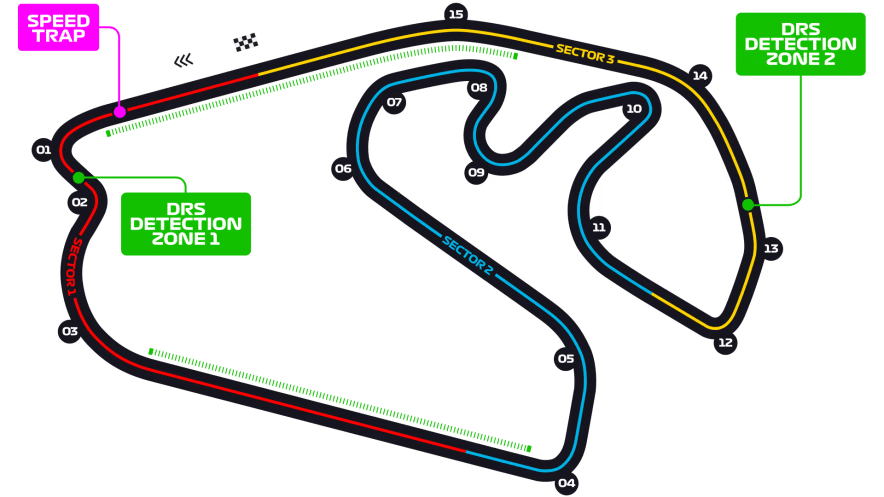 SPEED
TRAP
15
SECTOR 3
14
DRS
DETECTION
ZONE 2
08
07
10
01
06
09
02
DRS
DETECTION
ZONE 1
11
SECTOR 2
13
SECTOR 1
03
12
05
04